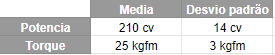 Media Desvio padrão
Potencia 210 cv 14 cv
Torque 25 kgfm 3 kgfm